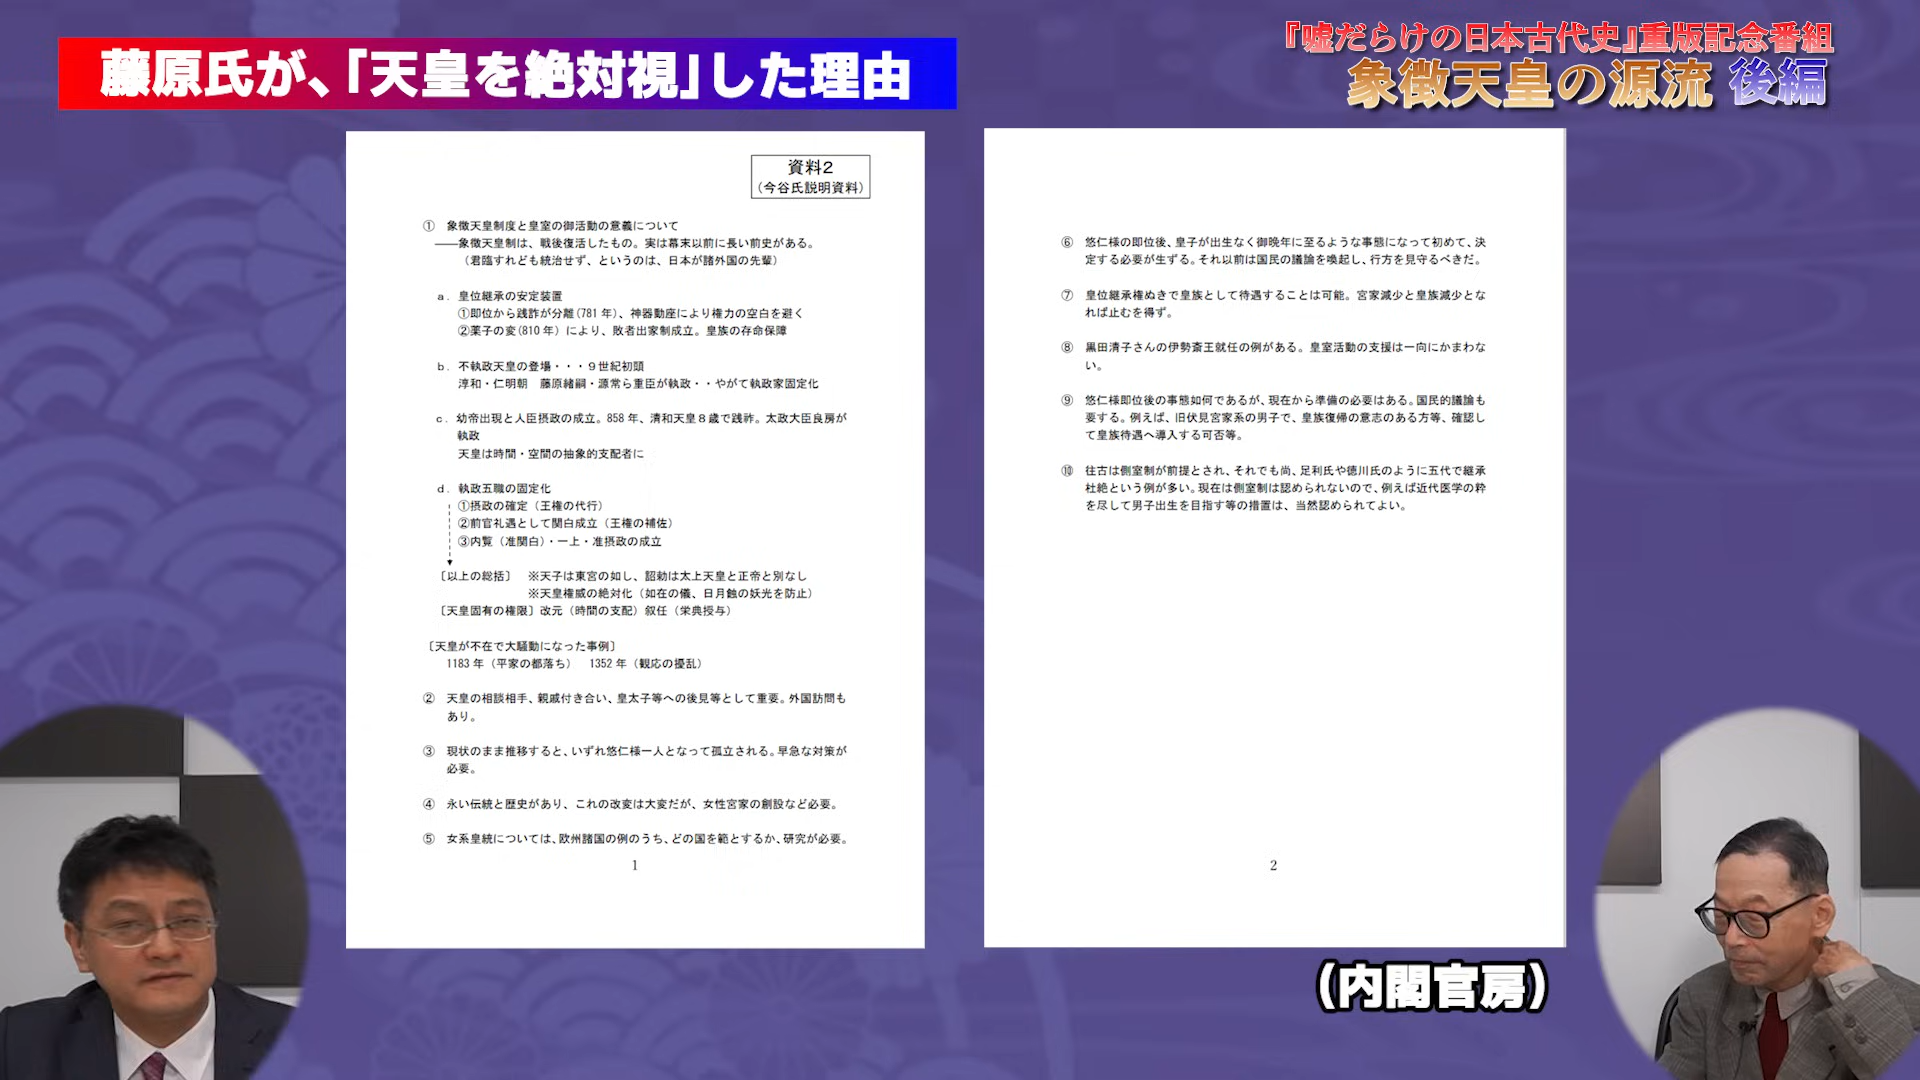 藤原氏が、「天皇を絶対視」した理由
『嘘だらけの日本古代史』重版記念番組
象徴天皇の源流 後編
資料2
（今谷氏説明資料）
① 象徴天皇制度と皇室の御活動の意義について
――象徴天皇制は、戦後復活したもの。実は幕末以前に長い前史がある。
（君臨すれども統治せず、というのは、日本が諸外国の先輩）
a．皇位継承の安定装置
①即位から践祚が分離(781年)、神器動座により権力の空白を避く
②薬子の変(810年)により、敗者出家制成立。皇族の存命保障
b．不執政天皇の登場・・・9世紀初頭
淳和・仁明朝　藤原緒嗣・源常ら重臣が執政・・やがて執政家固定化
c．幼帝出現と人臣摂政の成立。858年、清和天皇8歳で践祚。太政大臣良房が
執政
天皇は時間・空間の抽象的支配者に
d．執政五職の固定化
①摂政の確定（王権の代行）
②前官礼遇として関白成立（王権の補佐）
③内覧（准関白）・一上・准摂政の成立
〔以上の総括〕　※天子は東宮の如し、詔勅は太上天皇と正帝と別なし
※天皇権威の絶対化（如在の儀、日月蝕の妖光を防止）
〔天皇固有の権限〕改元（時間の支配）叙任（栄典授与）
〔天皇が不在で大騒動になった事例〕
1183年（平家の都落ち）　1352年（観応の擾乱）
② 天皇の相談相手、親戚付き合い、皇太子等への後見等として重要。外国訪問も
あり。
③ 現状のまま推移すると、いずれ悠仁様一人となって孤立される。早急な対策が
必要。
④ 永い伝統と歴史があり、これの改変は大変だが、女性宮家の創設など必要。
⑤ 女系皇統については、欧州諸国の例のうち、どの国を範とするか、研究が必要。
1
⑥ 悠仁様の即位後、皇子が出生なく御晩年に至るような事態になって初めて、決
定する必要が生ずる。それ以前は国民の議論を喚起し、行方を見守るべきだ。
⑦ 皇位継承権ぬきで皇族として待遇することは可能。宮家減少と皇族減少とな
れば止むを得ず。
⑧ 黒田清子さんの伊勢斎王就任の例がある。皇室活動の支援は一向にかまわな
い。
⑨ 悠仁様即位後の事態如何であるが、現在から準備の必要はある。国民的議論も
要する。例えば、旧伏見宮家系の男子で、皇族復帰の意志のある方等、確認し
て皇族待遇へ導入する可否等。
⑩ 往古は側室制が前提とされ、それでも尚、足利氏や徳川氏のように五代で継承
杜絶という例が多い。現在は側室制は認められないので、例えば近代医学の粋
を尽して男子出生を目指す等の措置は、当然認められてよい。
2
（内閣官房）